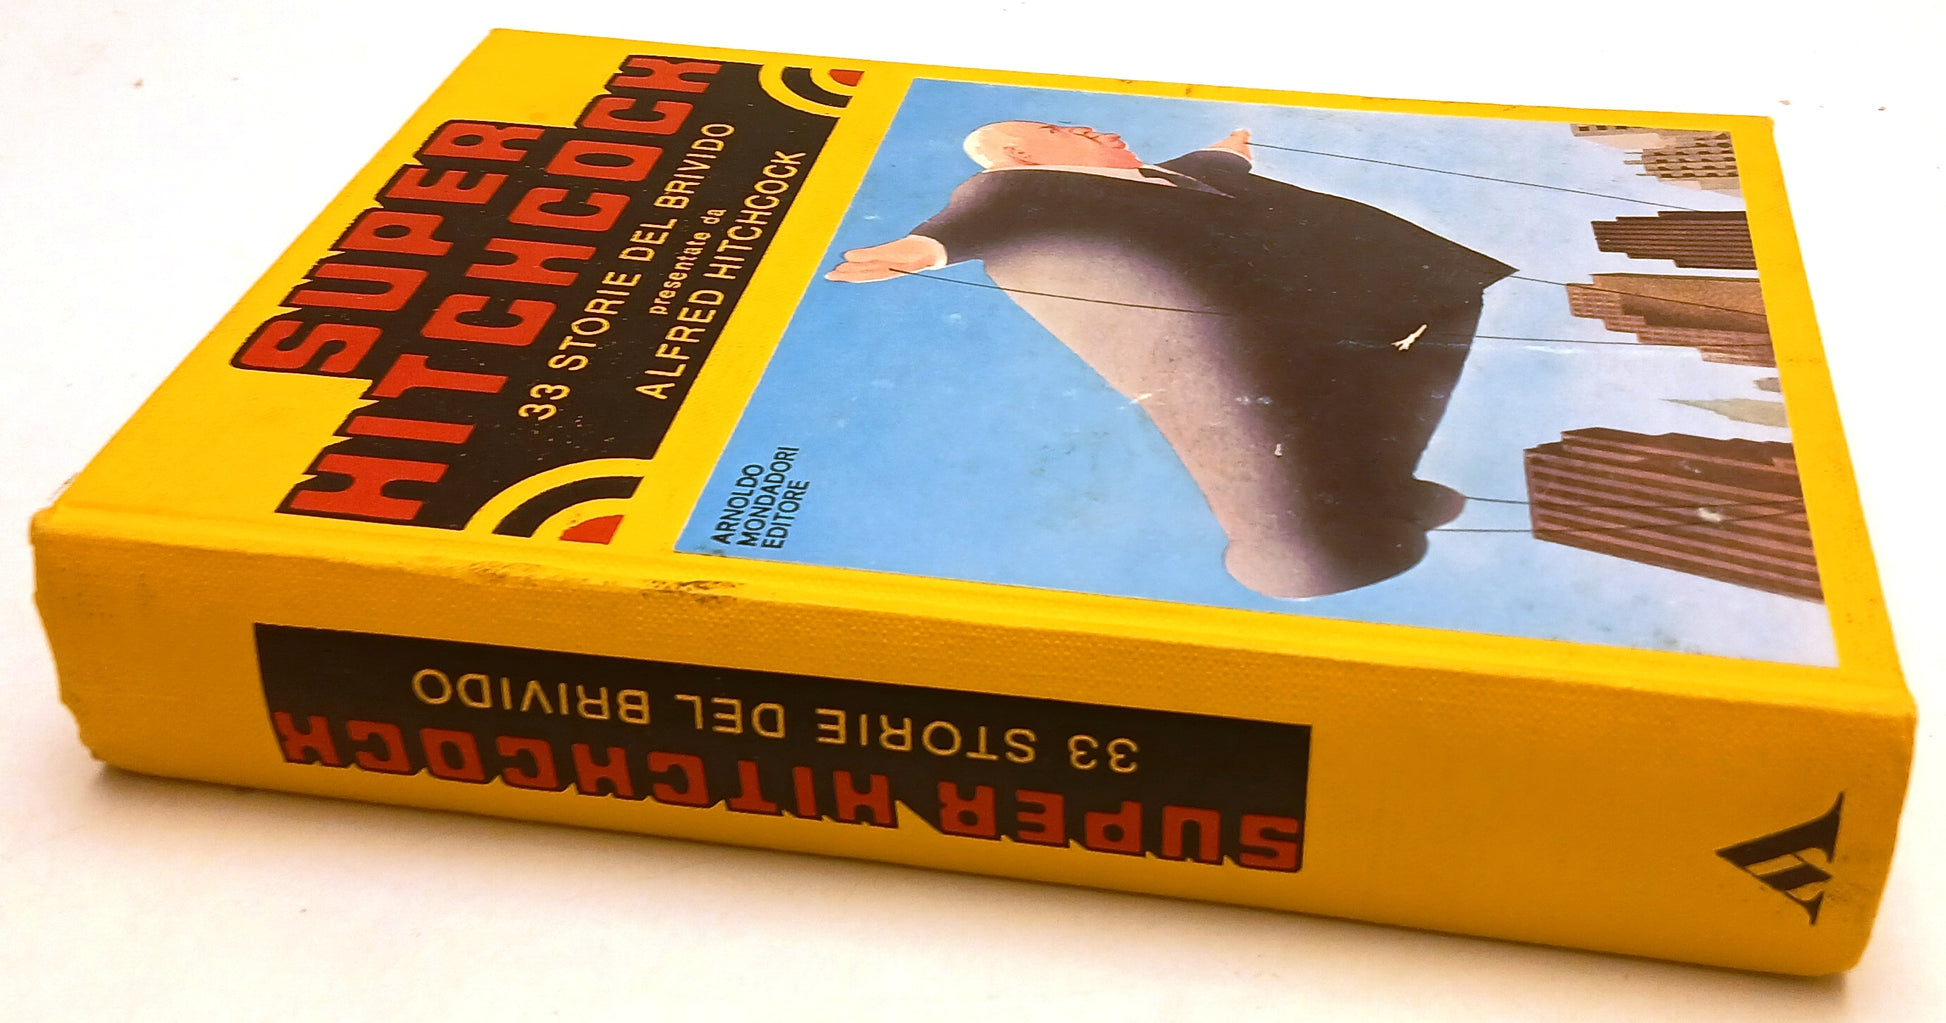 SUPER
HITCHCOCK
33 STORIE DEL BRIVIDO
presentate da
ALFRED HITCHCOCK
ARNOLDO
MONDADORI
EDITORE
SUPER HITCHCOCK
33 STORIE DEL BRIVIDO